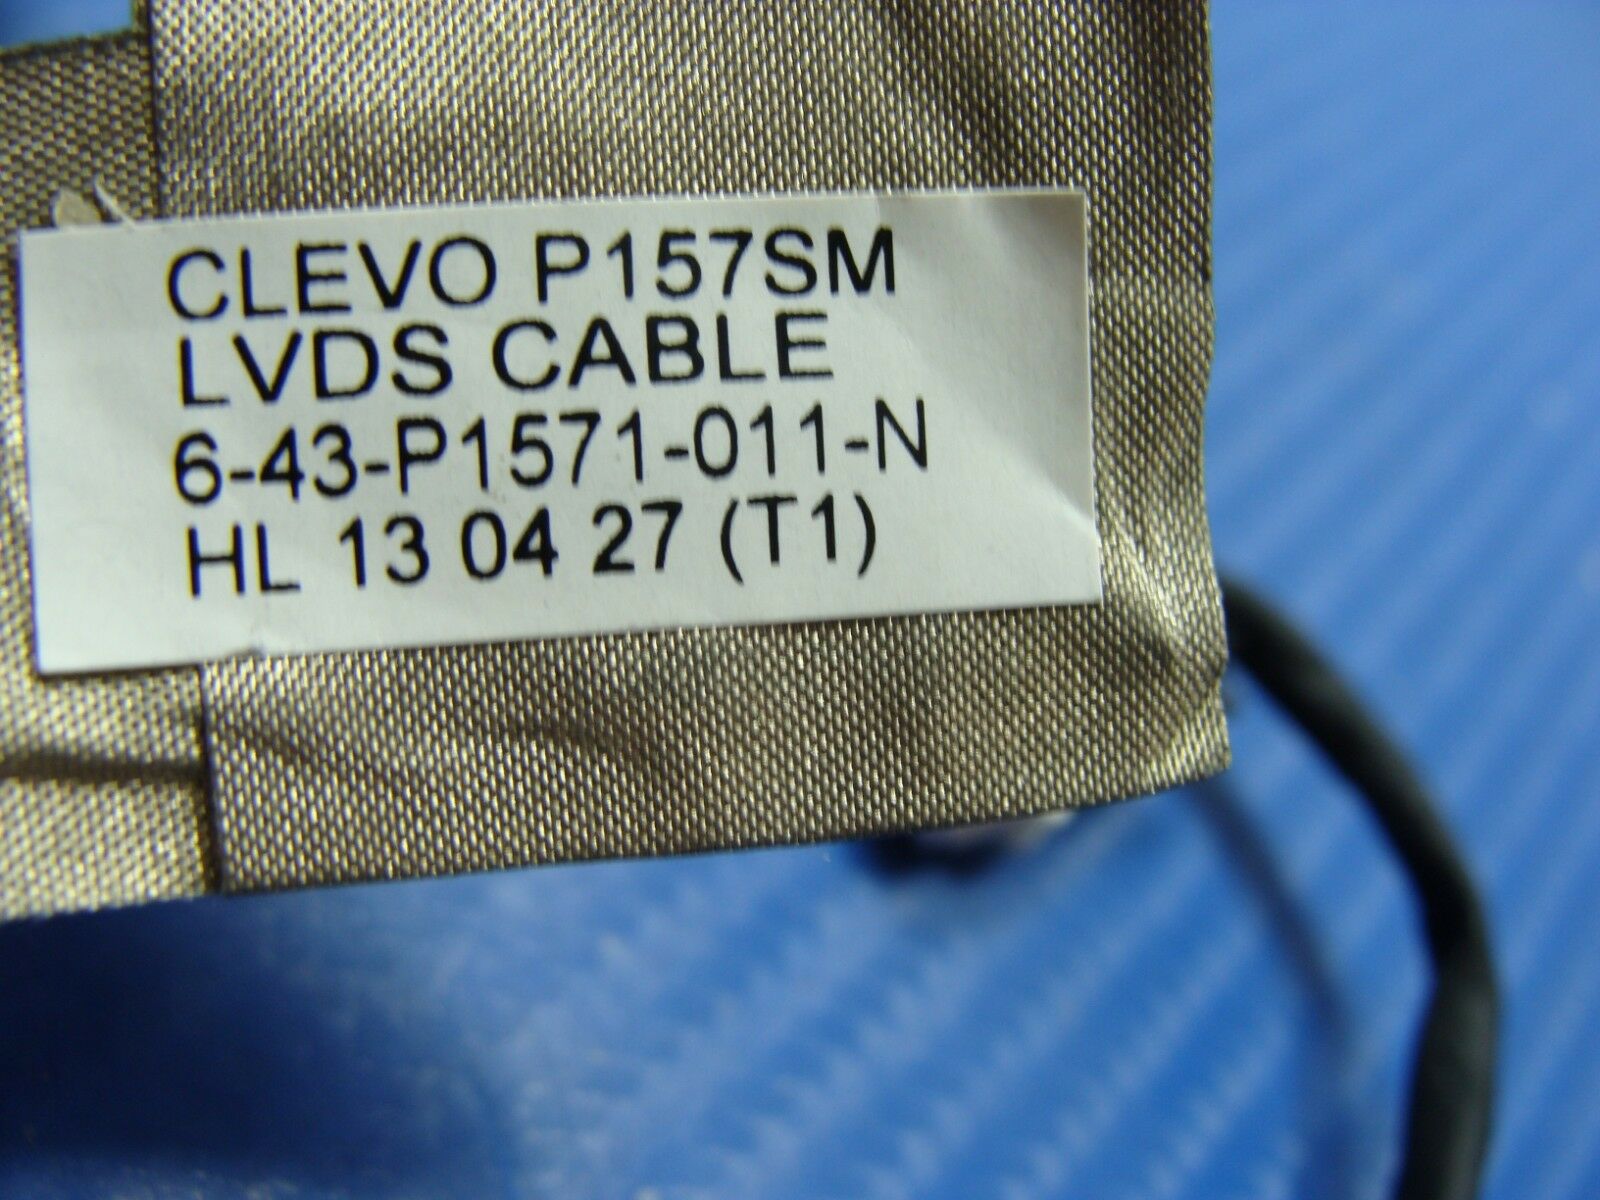 CLEVO P157SM
LVDS CABLE
6-43-P1571-011-N
HL 13 04 27 (T1)